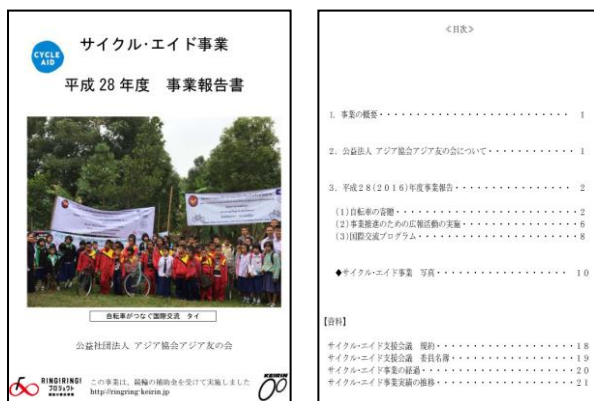 CYCLE
AID
サイクル・エイド事業
平成 28 年度　事業報告書
自転車がつなぐ国際交流　タイ
公益社団法人 アジア協会アジア友の会
RING!RING!
プロジェクト
この事業は、競輪の補助金を受けて実施しました
http://ringring-keirin.jp
KEIRIN
≪目次≫
1. 事業の概要・・・・・・・・・・・・・・・・・・・・・・・・・・ 1
2. 公益法人 アジア協会アジア友の会について・・・・・・・・・・・ 1
3. 平成２８(２０１６)年度事業報告・・・・・・・・・・・・・・・ 2
(１)自転車の寄贈・・・・・・・・・・・・・・・・・・・・・・・2
(２)事業推進のための広報活動の実施・・・・・・・・・・・・・・6
(３)国際交流プログラム・・・・・・・・・・・・・・・・・・・・8
◆サイクル・エイド事業　写真・・・・・・・・・・・・・・・・・１０
【資料】
サイクル・エイド支援会議　規約・・・・・・・・・・・・・・・・１８
サイクル・エイド支援会議　委員名簿・・・・・・・・・・・・・・１９
サイクル・エイド事業の経過・・・・・・・・・・・・・・・・・・２０
サイクル・エイド事業実績の推移・・・・・・・・・・・・・・・・２１